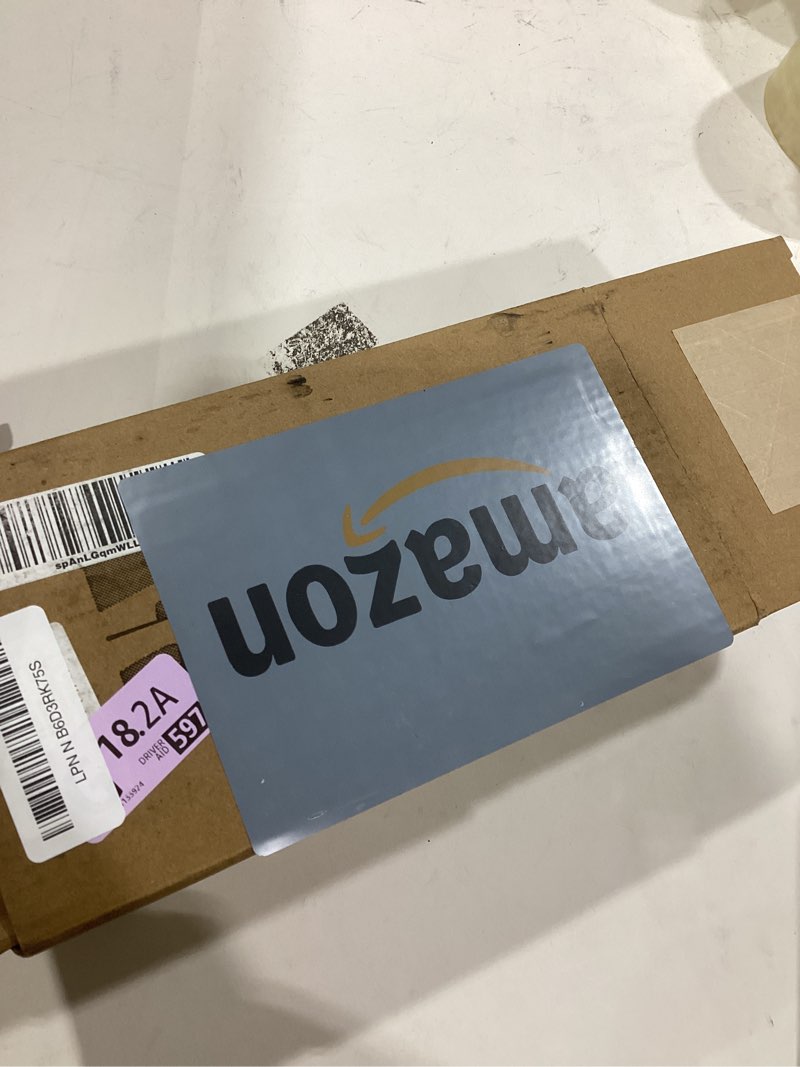 amazon
spAnLGqmWLL
LPN N B6D3RK75S
18.2A
DRIVER
AID
597